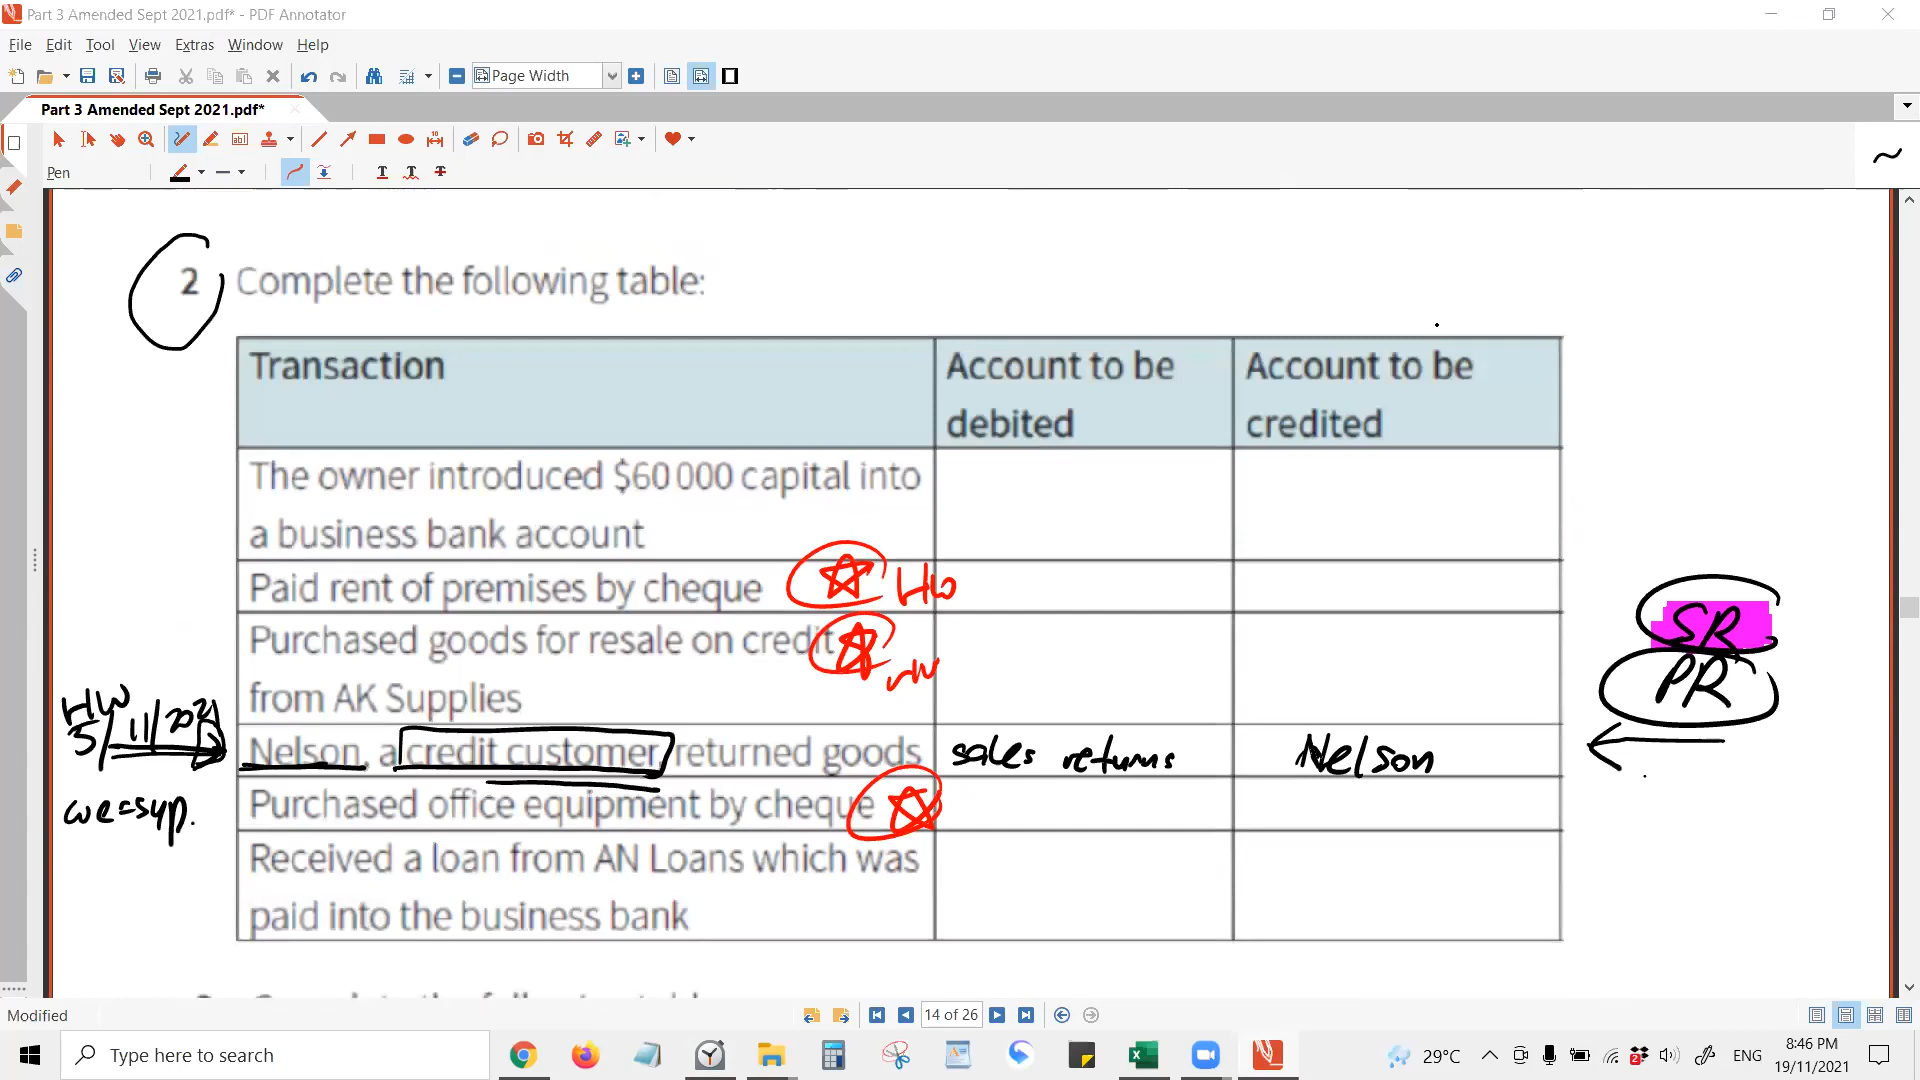 Part 3 Amended Sept 2021.pdf* - PDF Annotator
File Edit Tool View Extras Window Help
Page Width
Part 3 Amended Sept 2021.pdf*
Pen
2 Complete the following table:
Transaction
Account to be debited
Account to be credited
The owner introduced $60 000 capital into
a business bank account
Paid rent of premises by cheque
HW
Purchased goods for resale on credit
from AK Supplies
HW
SR
PR
HW
5/11/2021
Nelson, a credit customer, returned goods
sales returns
Nelson
we=syp.
Purchased office equipment by cheque
Received a loan from AN Loans which was
paid into the business bank
Modified
14 of 26
Type here to search
29°C
ENG
8:46 PM
19/11/2021